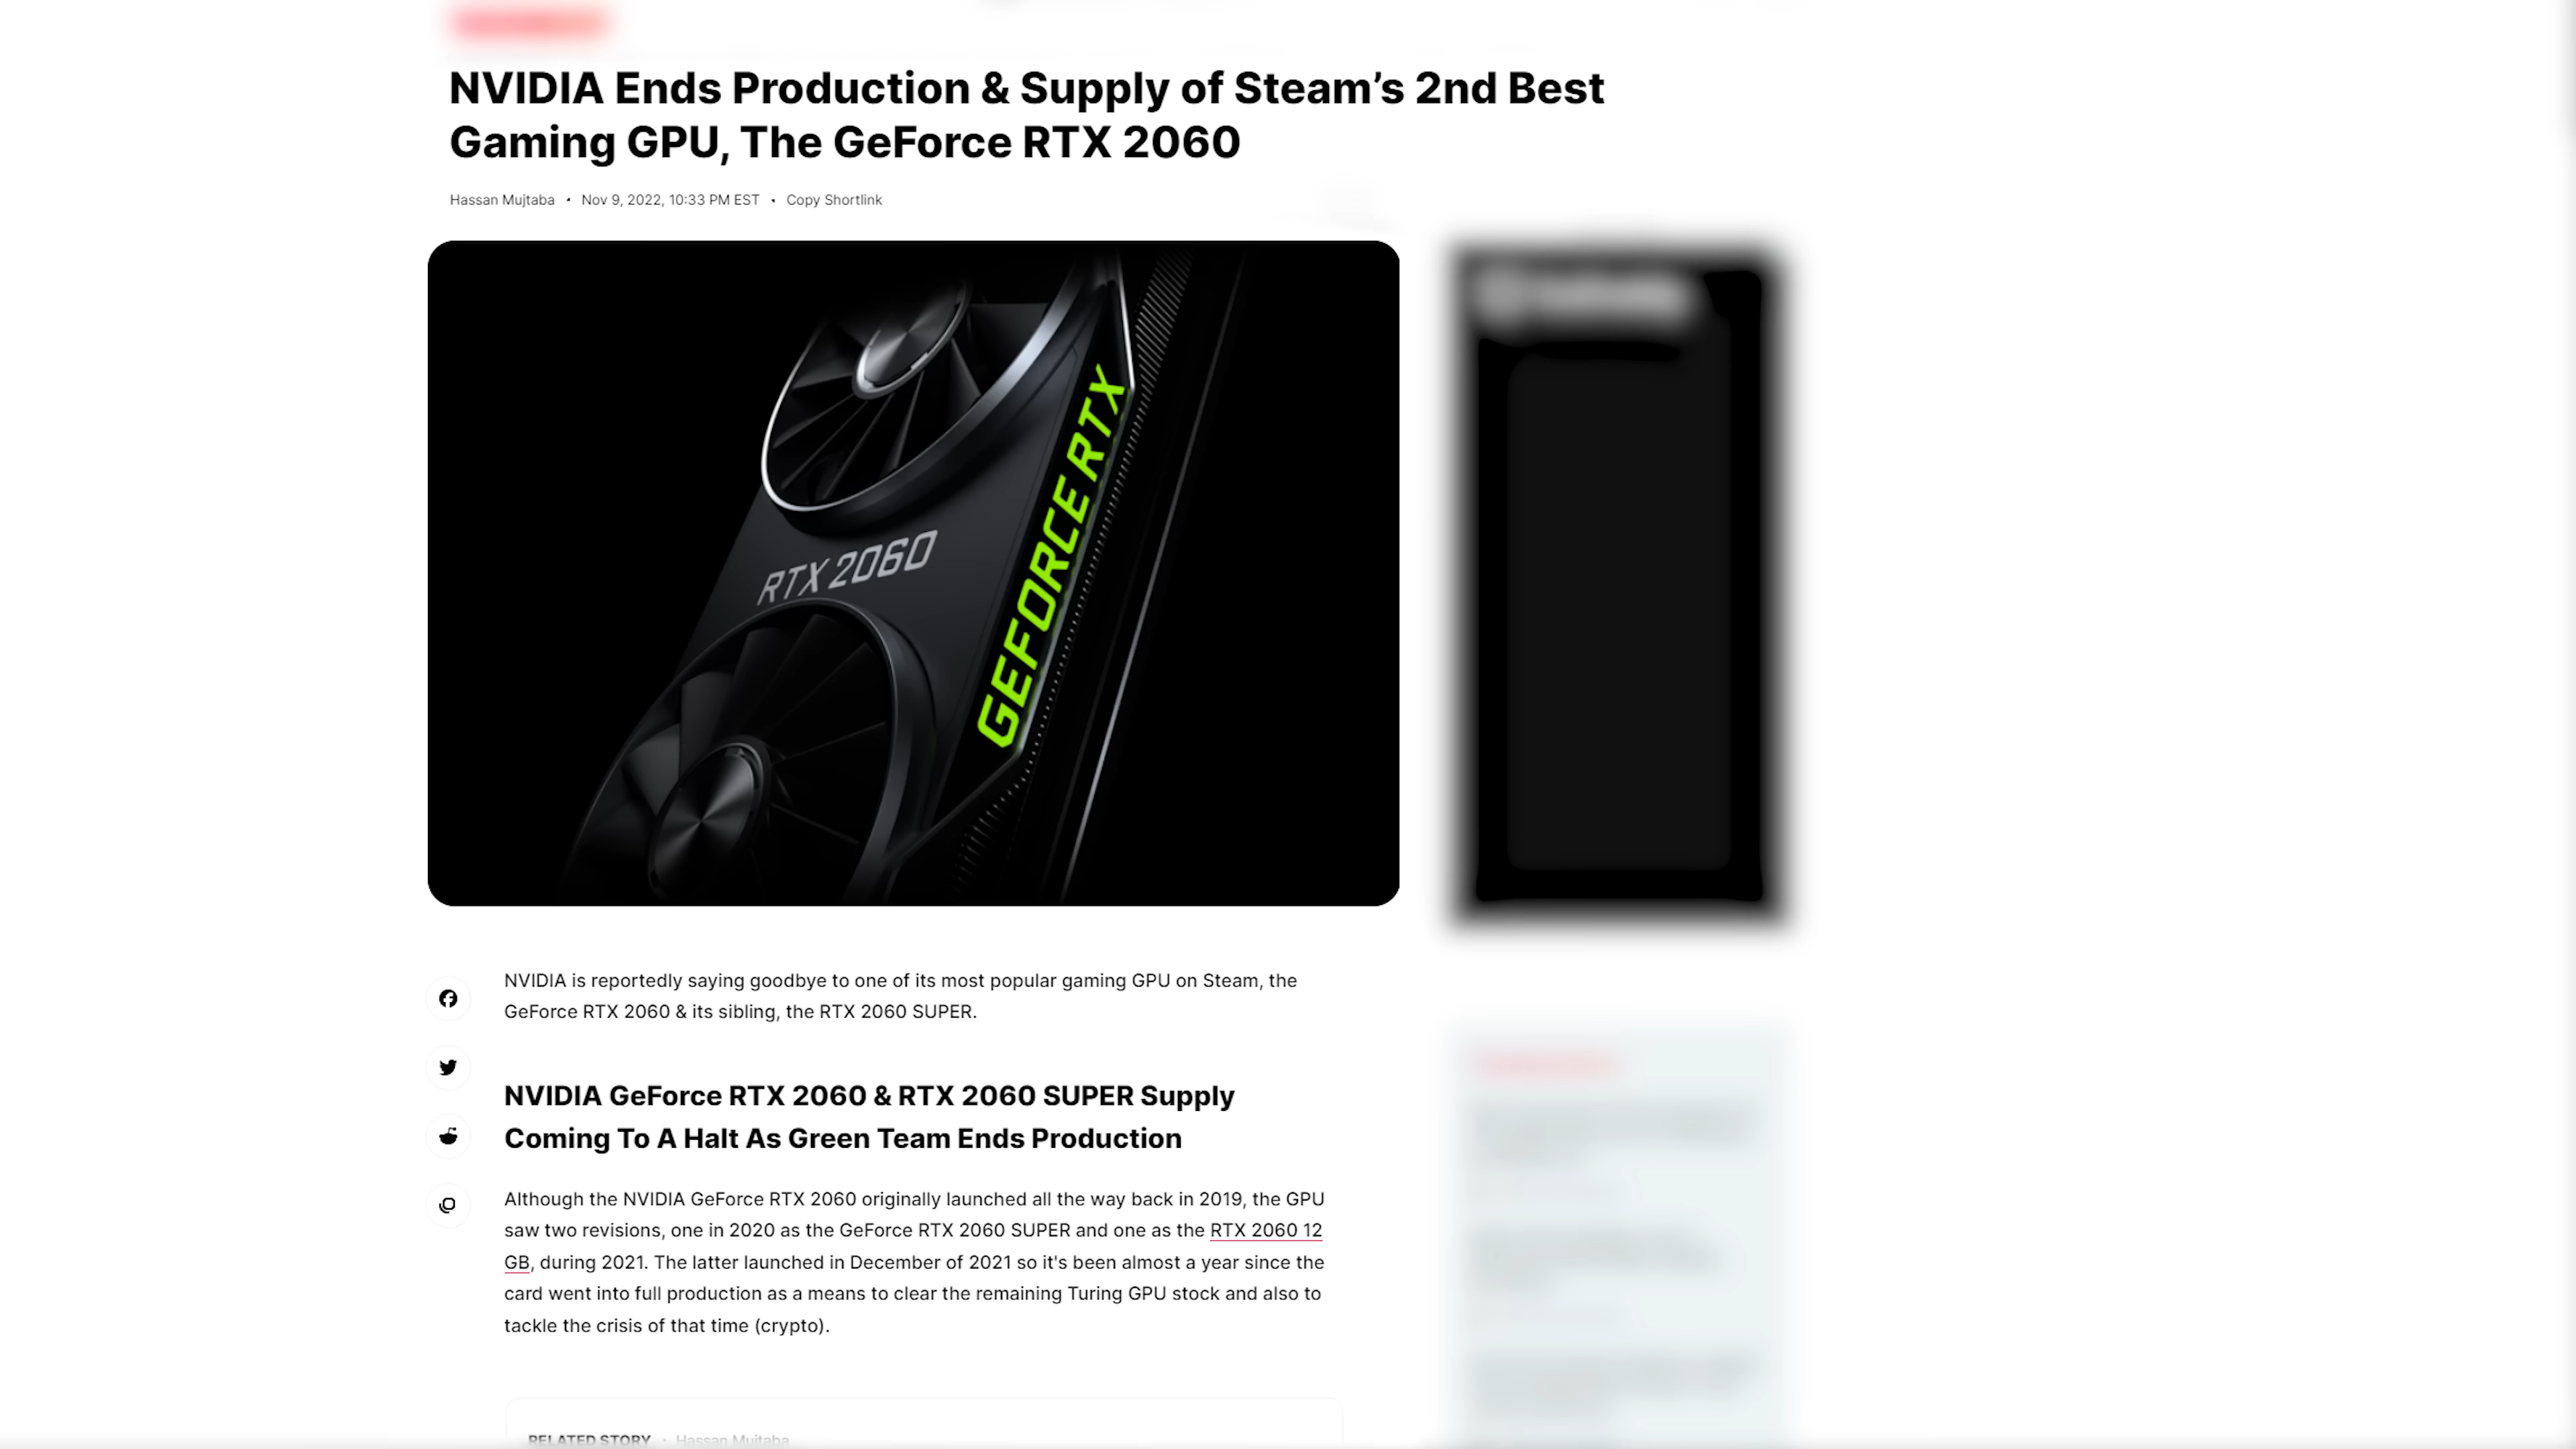 NVIDIA Ends Production & Supply of Steam’s 2nd Best
Gaming GPU, The GeForce RTX 2060
Hassan Mujtaba • Nov 9, 2022, 10:33 PM EST • Copy Shortlink
RTX 2060
GEFORCE RTX
NVIDIA is reportedly saying goodbye to one of its most popular gaming GPU on Steam, the
GeForce RTX 2060 & its sibling, the RTX 2060 SUPER.
NVIDIA GeForce RTX 2060 & RTX 2060 SUPER Supply
Coming To A Halt As Green Team Ends Production
Although the NVIDIA GeForce RTX 2060 originally launched all the way back in 2019, the GPU
saw two revisions, one in 2020 as the GeForce RTX 2060 SUPER and one as the RTX 2060 12
GB, during 2021. The latter launched in December of 2021 so it's been almost a year since the
card went into full production as a means to clear the remaining Turing GPU stock and also to
tackle the crisis of that time (crypto).
RELATED STORY • Hassan Mujtaba